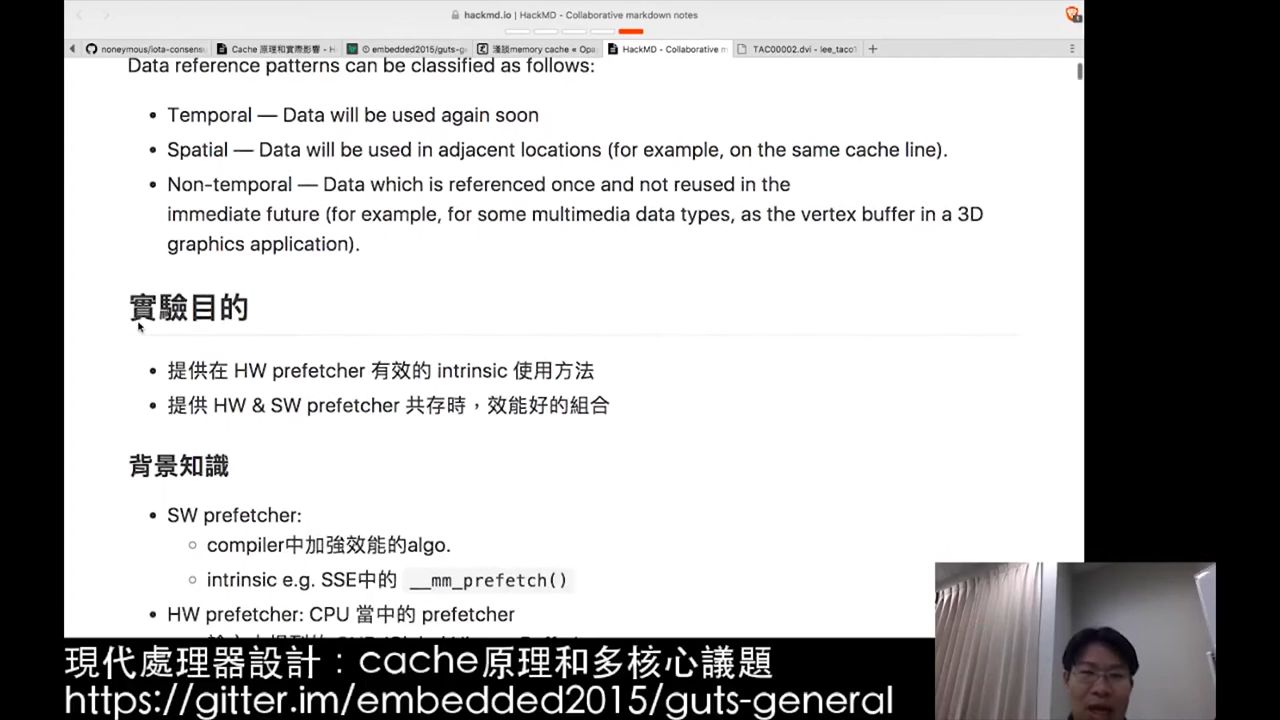 hackmd.io | HackMD - Collaborative markdown notes
noneymous/iota-consens
Cache 原理和實際影響 - H
embedded2015/guts-g
淺談memory cache « Opa
HackMD - Collaborative m
TAC00002.dvi - lee_taco1
Data reference patterns can be classified as follows:
• Temporal — Data will be used again soon
• Spatial — Data will be used in adjacent locations (for example, on the same cache line).
• Non-temporal — Data which is referenced once and not reused in the
immediate future (for example, for some multimedia data types, as the vertex buffer in a 3D
graphics application).
實驗目的
• 提供在 HW prefetcher 有效的 intrinsic 使用方法
• 提供 HW & SW prefetcher 共存時，效能好的組合
背景知識
• SW prefetcher:
○ compiler中加強效能的algo.
○ intrinsic e.g. SSE中的 __mm_prefetch()
• HW prefetcher: CPU 當中的 prefetcher
現代處理器設計：cache原理和多核心議題
https://gitter.im/embedded2015/guts-general